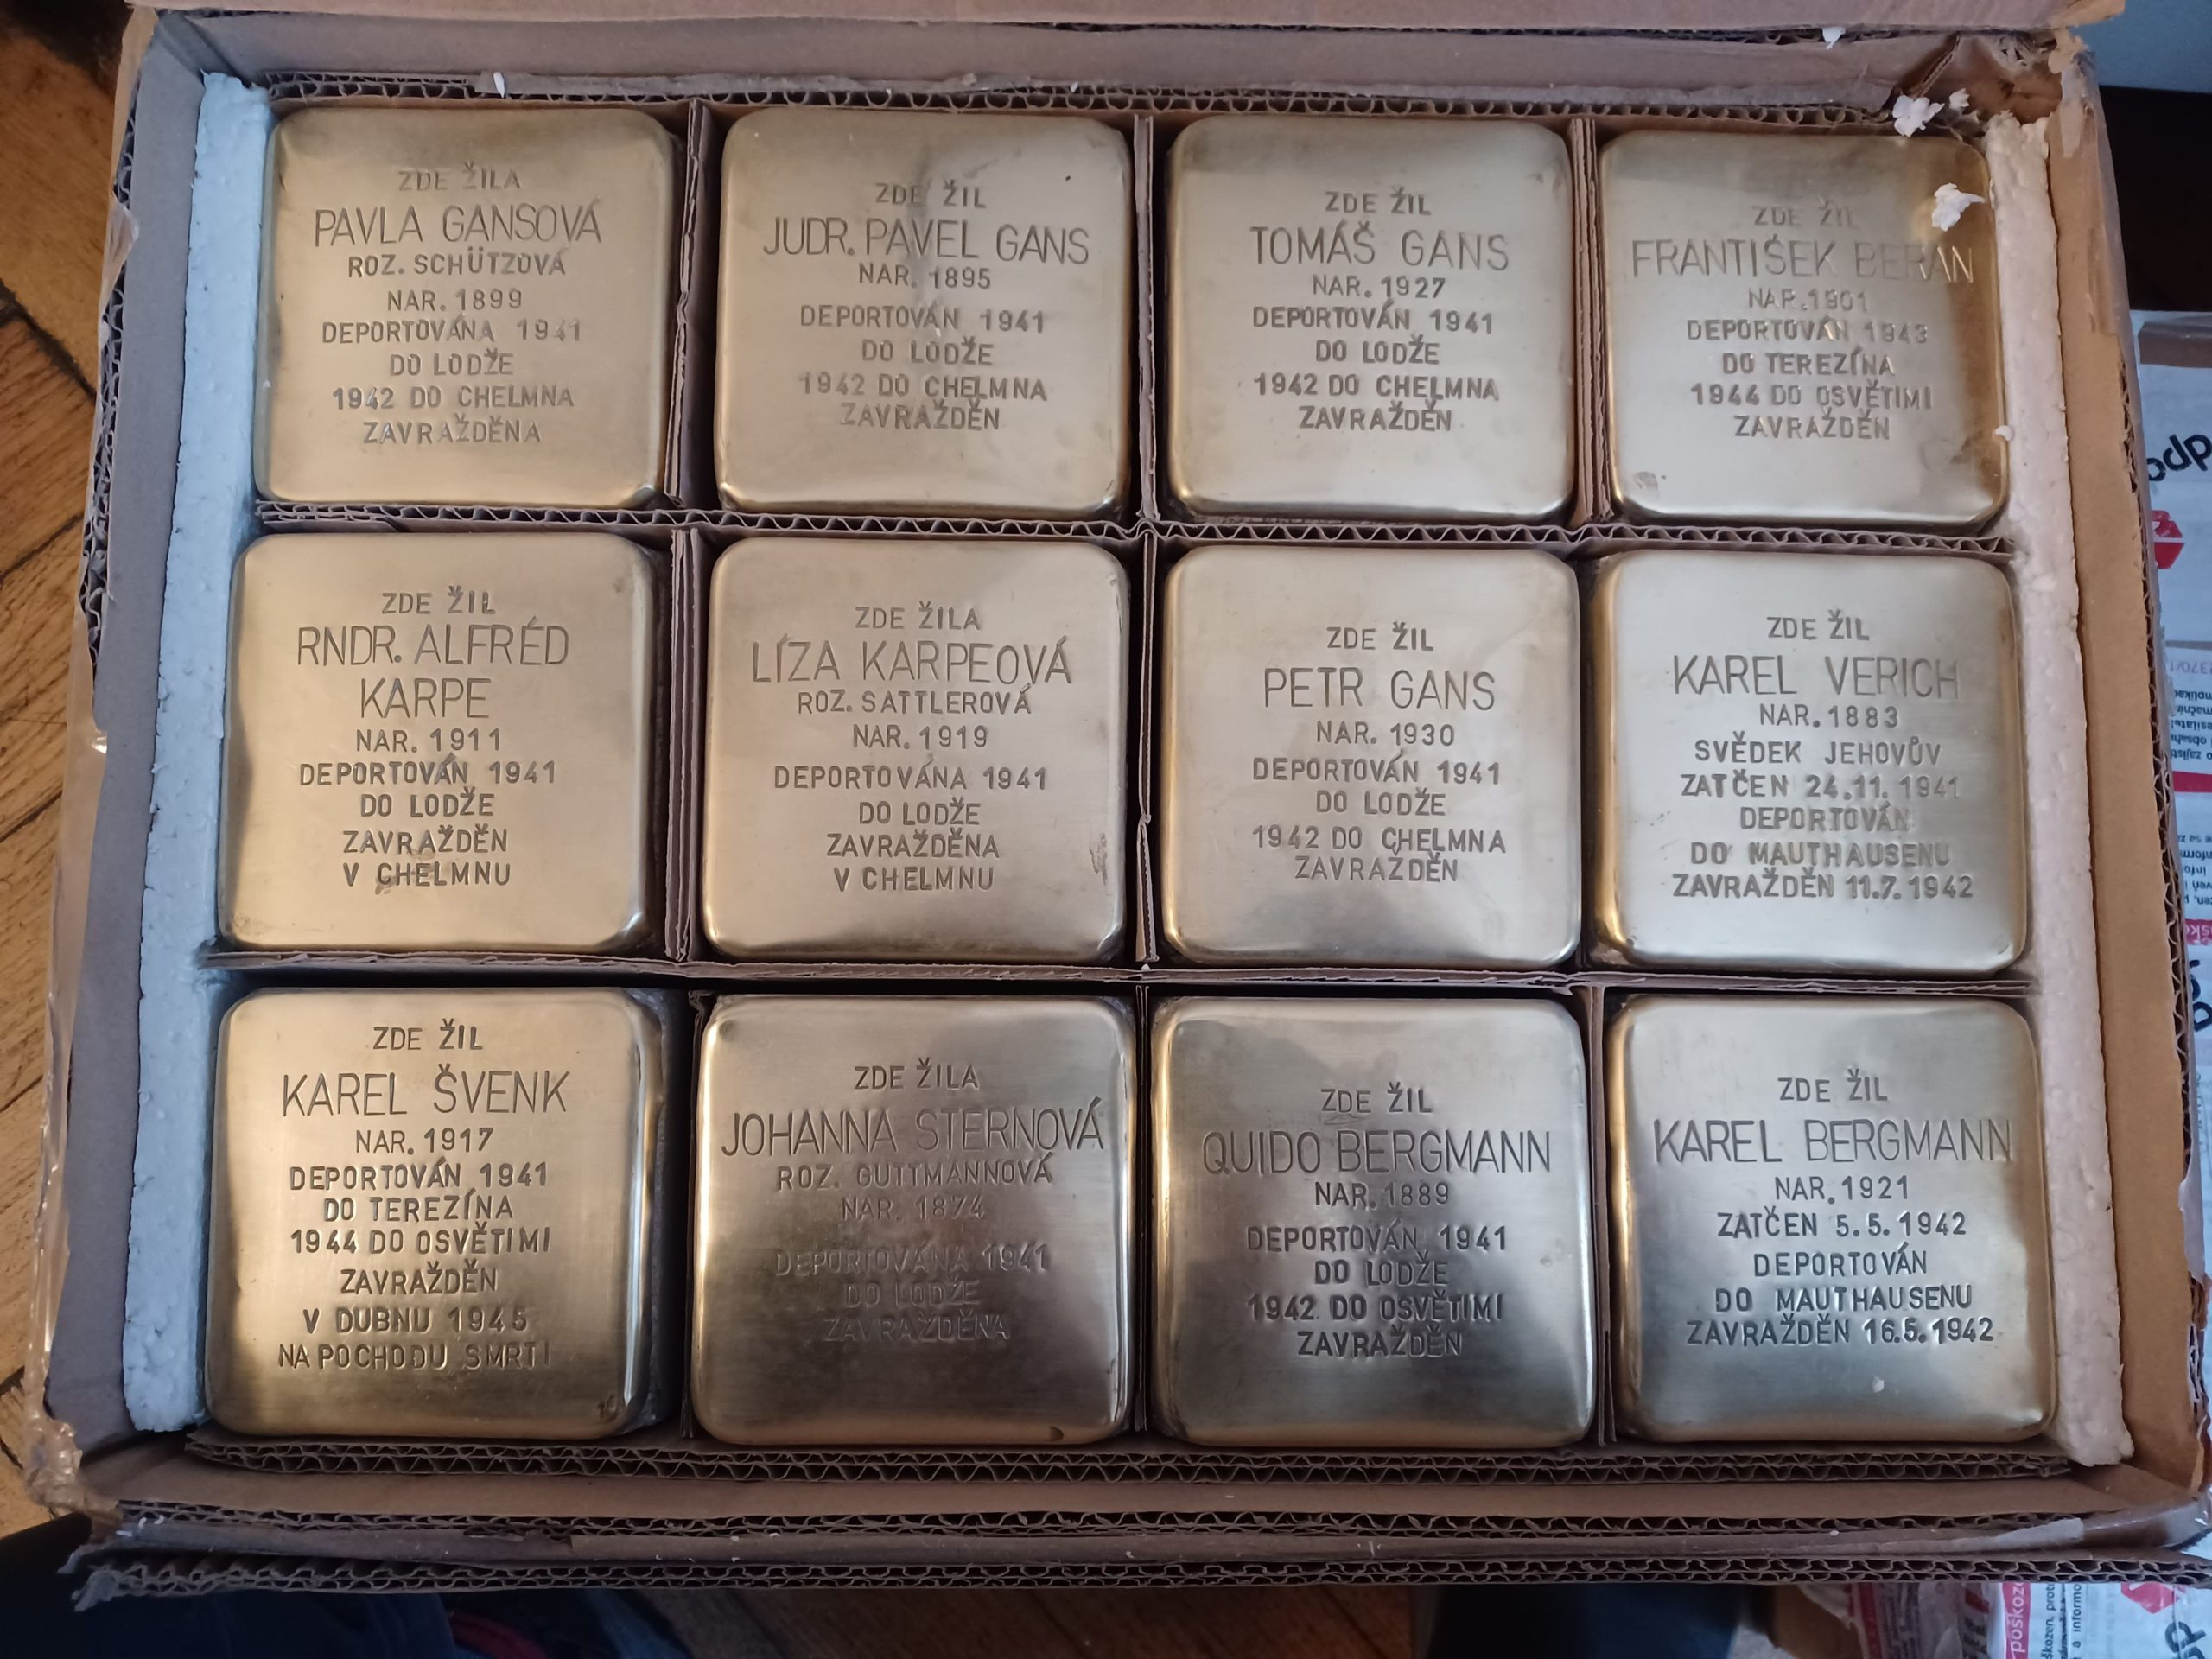 ZDE ŽILA
PAVLA GANSOVÁ
ROZ. SCHÜTZOVÁ
NAR. 1899
DEPORTOVÁNA 1941
DO LODŽE
1942 DO CHELMNA
ZAVRAŽDĚNA
ZDE ŽIL
JUDR. PAVEL GANS
NAR. 1895
DEPORTOVÁN 1941
DO LODŽE
1942 DO CHELMNA
ZAVRAŽDĚN
ZDE ŽIL
TOMÁŠ GANS
NAR. 1927
DEPORTOVÁN 1941
DO LODŽE
1942 DO CHELMNA
ZAVRAŽDĚN
ZDE ŽIL
FRANTIŠEK BERAN
NAR. 1901
DEPORTOVÁN 1943
DO TEREZÍNA
1944 DO OSVĚTIMI
ZAVRAŽDĚN
ZDE ŽIL
RNDR. ALFRÉD
KARPE
NAR. 1911
DEPORTOVÁN 1941
DO LODŽE
ZAVRAŽDĚN
V CHELMNU
ZDE ŽILA
LÍZA KARPEOVÁ
ROZ. SATTLEROVÁ
NAR. 1919
DEPORTOVÁNA 1941
DO LODŽE
ZAVRAŽDĚNA
V CHELMNU
ZDE ŽIL
PETR GANS
NAR. 1930
DEPORTOVÁN 1941
DO LODŽE
1942 DO CHELMNA
ZAVRAŽDĚN
ZDE ŽIL
KAREL VERICH
NAR. 1883
SVĚDEK JEHOVŮV
ZATČEN 24.11.1941
DEPORTOVÁN
DO MAUTHAUSENU
ZAVRAŽDĚN 11.7.1942
ZDE ŽIL
KAREL ŠVENK
NAR. 1917
DEPORTOVÁN 1941
DO TEREZÍNA
1944 DO OSVĚTIMI
ZAVRAŽDĚN
V DUBNU 1945
NA POCHODU SMRTI
ZDE ŽILA
JOHANNA STERNOVÁ
ROZ. GUTTMANNOVÁ
NAR. 1874
DEPORTOVÁNA 1941
DO LODŽE
ZAVRAŽDĚNA
ZDE ŽIL
QUIDO BERGMANN
NAR. 1889
DEPORTOVÁN 1941
DO LODŽE
1942 DO OSVĚTIMI
ZAVRAŽDĚN
ZDE ŽIL
KAREL BERGMANN
NAR. 1921
ZATČEN 5.5.1942
DEPORTOVÁN
DO MAUTHAUSENU
ZAVRAŽDĚN 16.5.1942